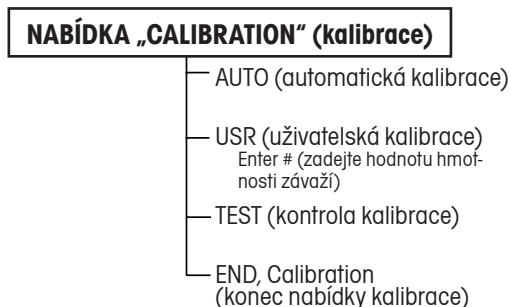 NABÍDKA „CALIBRATION“ (kalibrace)
AUTO (automatická kalibrace)
USR (uživatelská kalibrace)
Enter # (zadejte hodnotu hmot-
nosti závaží)
TEST (kontrola kalibrace)
END, Calibration
(konec nabídky kalibrace)